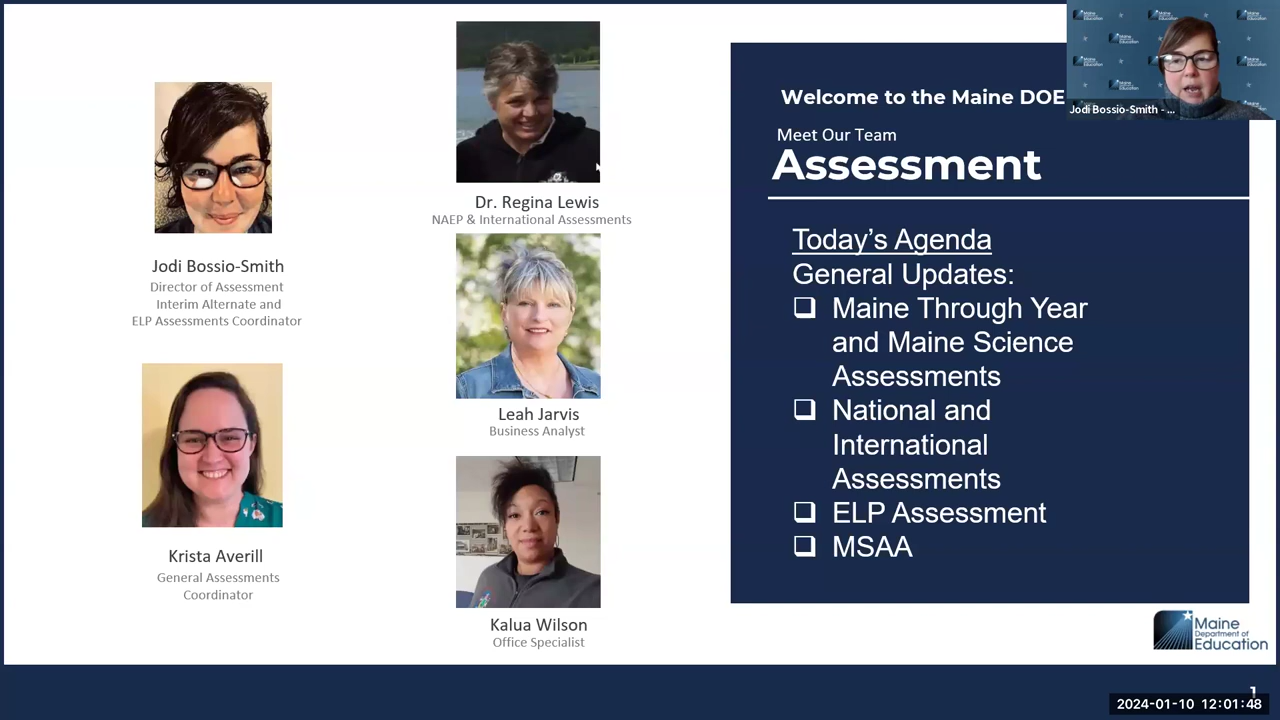 Jodi Bossio-Smith
Director of Assessment
Interim Alternate and
ELP Assessments Coordinator
Krista Averill
General Assessments
Coordinator
Dr. Regina Lewis
NAEP & International Assessments
Leah Jarvis
Business Analyst
Kalua Wilson
Office Specialist
Welcome to the Maine DOE
Meet Our Team
Assessment
Today's Agenda
General Updates:
❑ Maine Through Year
and Maine Science
Assessments
❑ National and
International
Assessments
❑ ELP Assessment
❑ MSAA
Jodi Bossio-Smith - ...
Maine
Department of
Education
1
2024-01-10 12:01:48